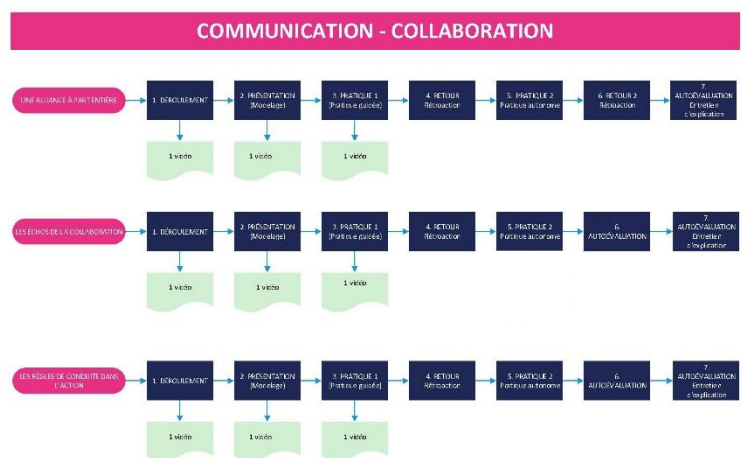 COMMUNICATION - COLLABORATION
UNE ALLIANCE À PART ENTIÈRE
1. DÉROULEMENT
2. PRÉSENTATION
(Modelage)
3. PRATIQUE 1
(Pratique guidée)
4. RETOUR
Rétroaction
5. PRATIQUE 2
Pratique autonome
6. RETOUR 2
Rétroaction
7.
AUTOÉVALUATION
Entretien
d'explication
1 vidéo
1 vidéo
1 vidéo
LES ÉCHOS DE LA COLLABORATION
1. DÉROULEMENT
2. PRÉSENTATION
(Modelage)
3. PRATIQUE 1
(Pratique guidée)
4. RETOUR
Rétroaction
5. PRATIQUE 2
Pratique autonome
6.
AUTOÉVALUATION
7.
AUTOÉVALUATION
Entretien
d'explication
1 vidéo
1 vidéo
1 vidéo
LES RÈGLES DE CONDUITE DANS
L'ACTION
1. DÉROULEMENT
2. PRÉSENTATION
(Modelage)
3. PRATIQUE 1
(Pratique guidée)
4. RETOUR
Rétroaction
5. PRATIQUE 2
Pratique autonome
6.
AUTOÉVALUATION
7.
AUTOÉVALUATION
Entretien
d'explication
1 vidéo
1 vidéo
1 vidéo